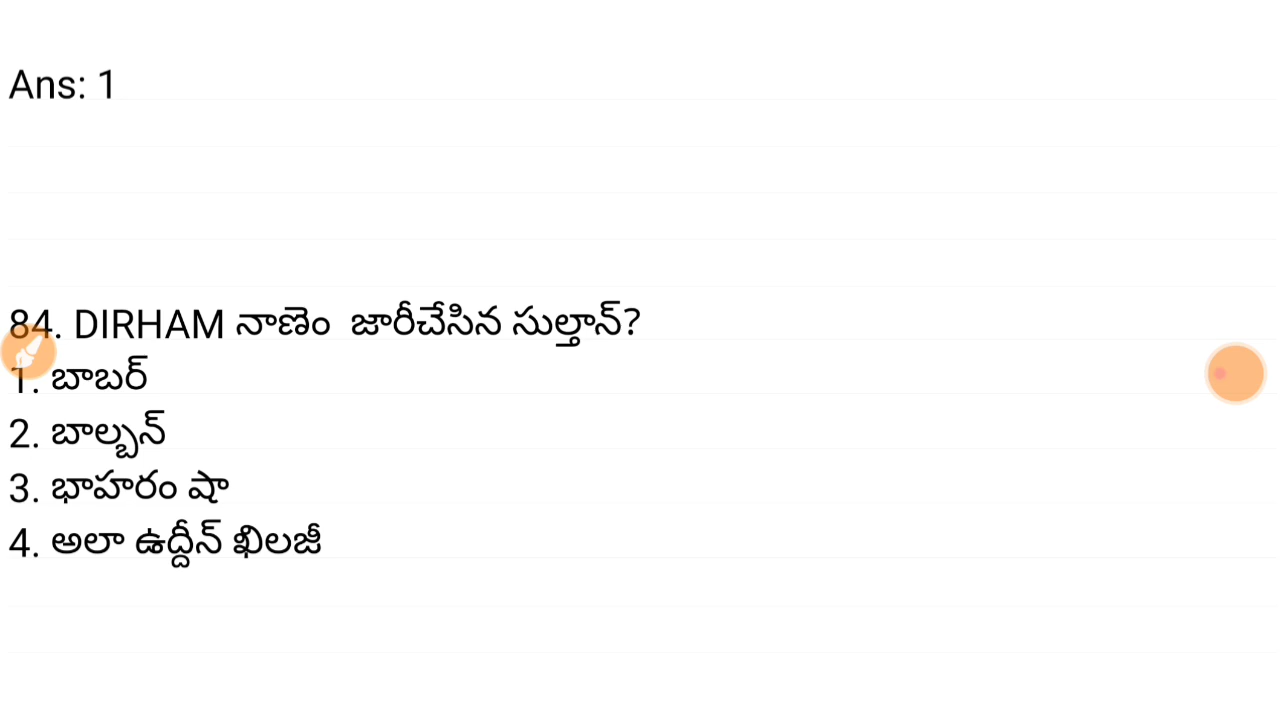 Ans: 1
84. DIRHAM నాణెం  జారీచేసిన సుల్తాన్?
1. బాబర్
2. బాల్బన్
3. భాహరం షా
4. అలా ఉద్దీన్ ఖిలజీ